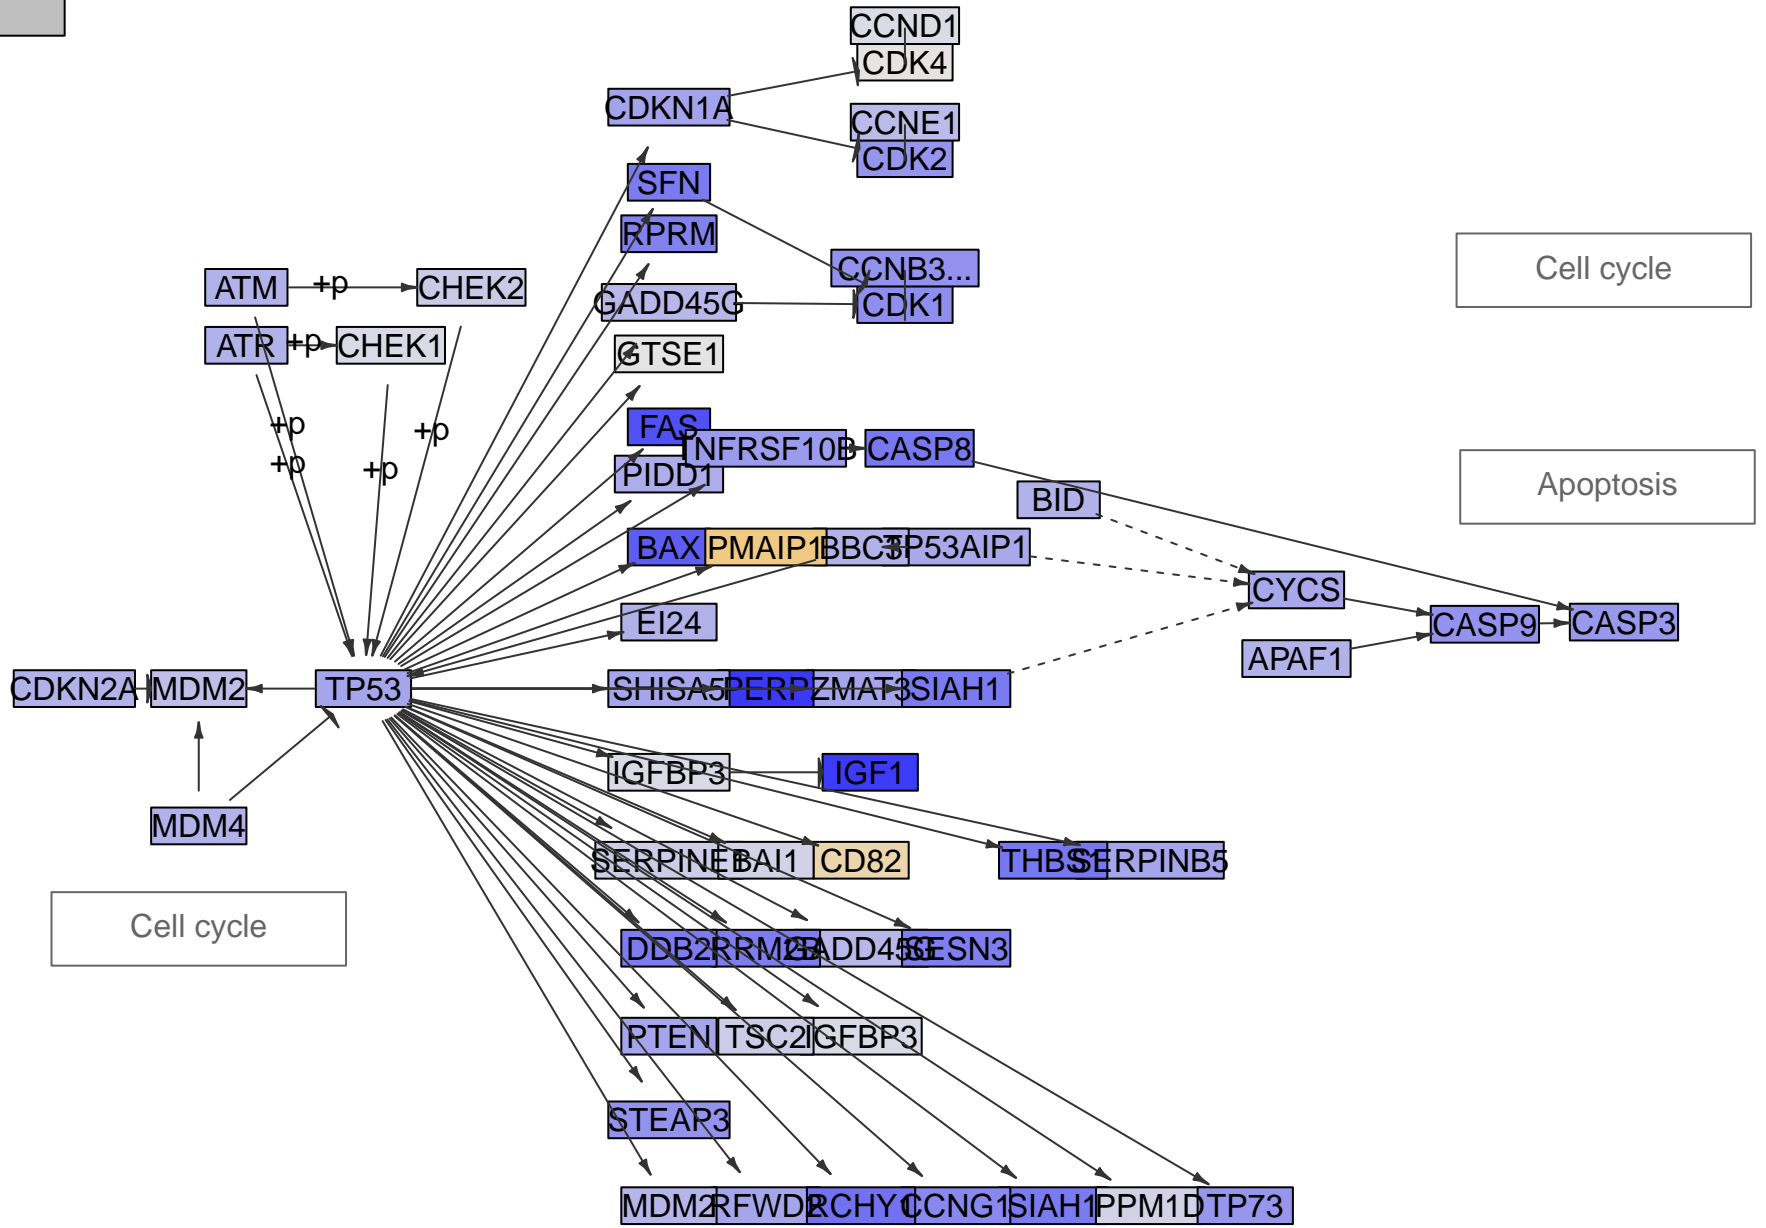 CCND1
CDK4
CDKN1A
CCNE1
CDK2
SFN
RPRM
CCNB3...
CDK1
Cell cycle
ATM
+p
CHEK2
GADD45G
ATR
+p
CHEK1
GTSE1
+p
+p
+p
+p
FAS
TNFRSF10B
CASP8
PIDD1
Apoptosis
BID
BAX
PMAIP1
BBC3
TP53AIP1
CYCS
EI24
CASP9
CASP3
APAF1
CDKN2A
MDM2
TP53
SHISA5
PERP
ZMAT3
SIAH1
IGFBP3
IGF1
MDM4
SERPINE1
BAI1
CD82
THBS1
SERPINB5
Cell cycle
DDB2
RRM2B
GADD45G
SESN3
PTEN
TSC2
IGFBP3
STEAP3
MDM2
RFWD2
RCHY1
CCNG1
SIAH1
PPM1D
TP73